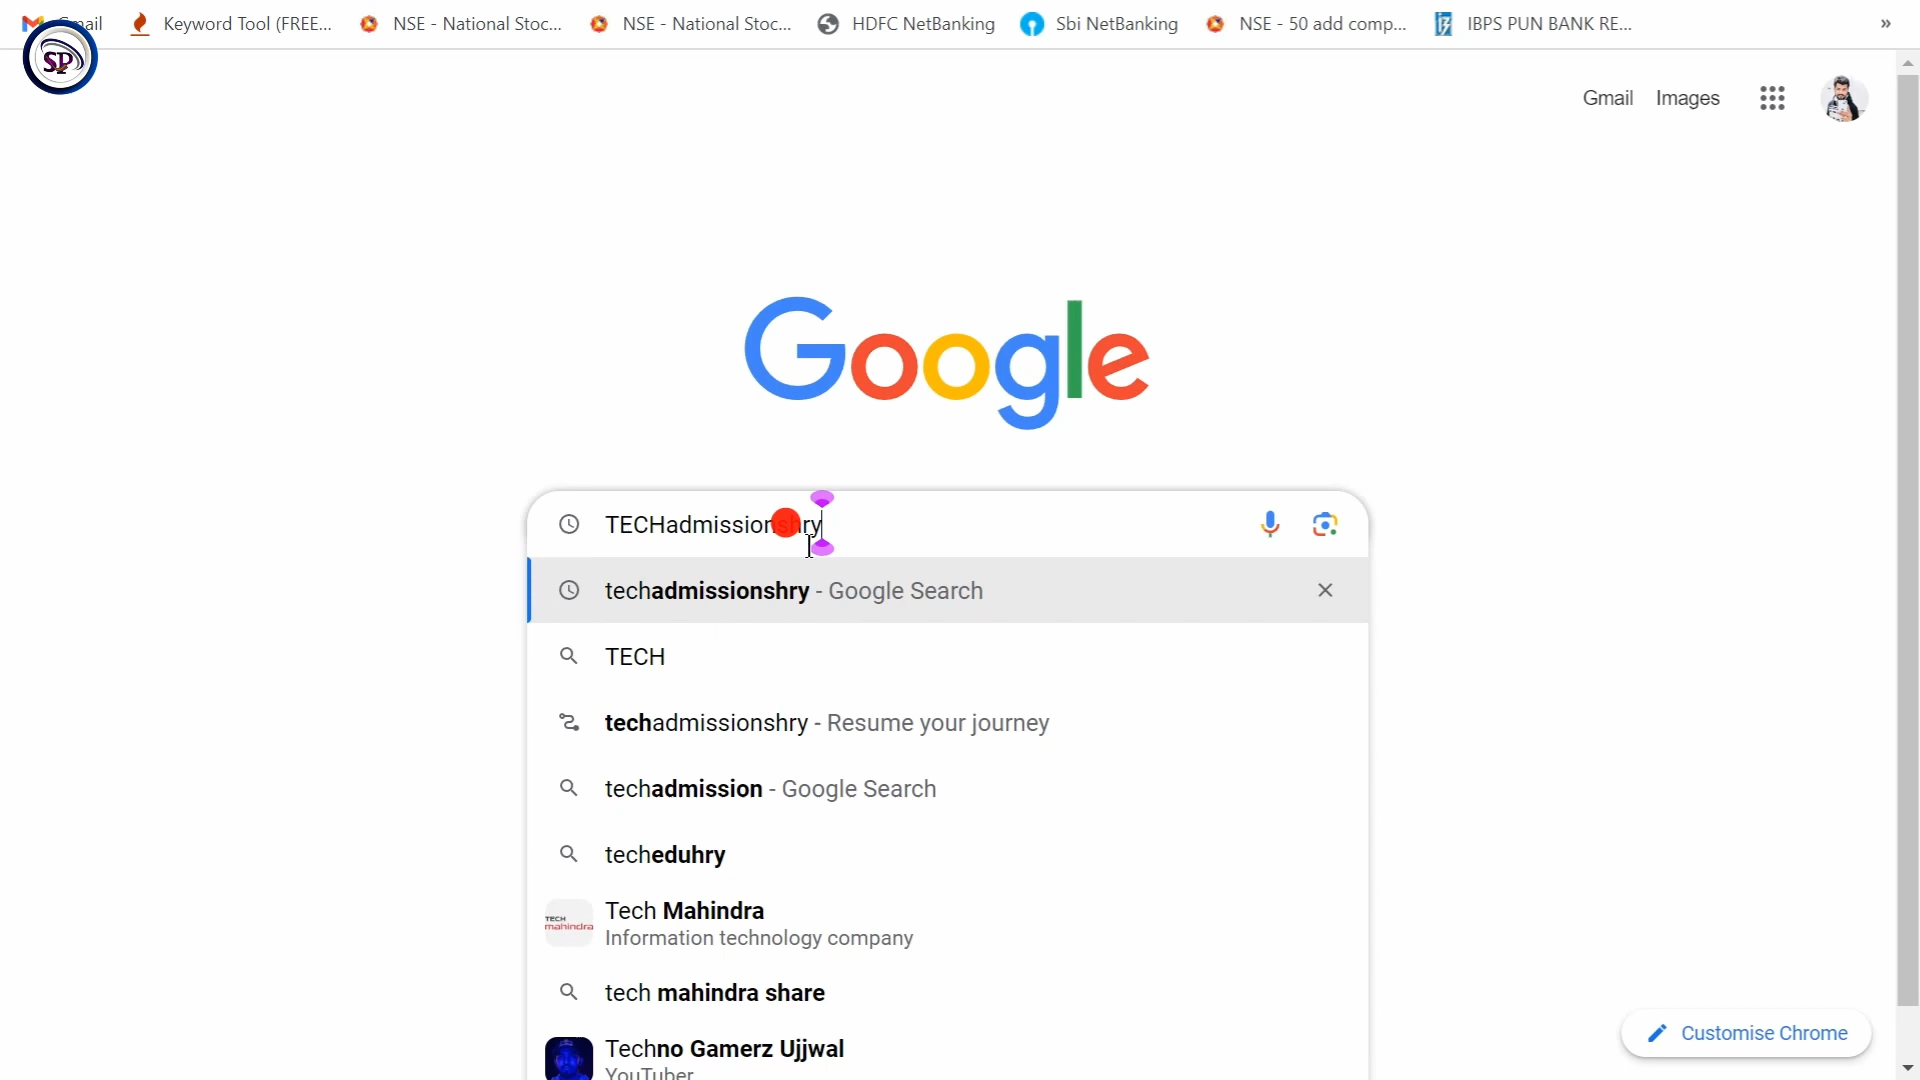 Gmail Keyword Tool (FREE... NSE - National Stoc... NSE - National Stoc... HDFC NetBanking Sbi NetBanking NSE - 50 add comp... IBPS PUN BANK RE... »
SP
Gmail Images
Google
TECHadmissionshry
techadmissionshry - Google Search
TECH
techadmissionshry - Resume your journey
techadmission - Google Search
techeduhry
TECH
mahindra
Tech Mahindra
Information technology company
tech mahindra share
Techno Gamerz Ujjwal
YouTuber
Customise Chrome